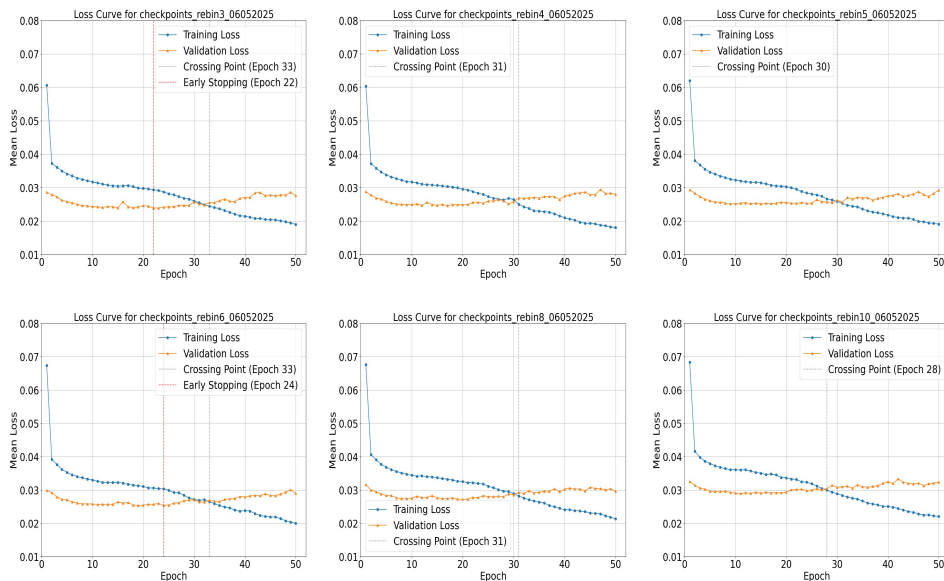 Loss Curve for checkpoints_rebin3_06052025
Training Loss
Validation Loss
Crossing Point (Epoch 33)
Early Stopping (Epoch 22)
Mean Loss
0.08
0.07
0.06
0.05
0.04
0.03
0.02
0.01
0 10 20 30 40 50
Epoch
Loss Curve for checkpoints_rebin4_06052025
Training Loss
Validation Loss
Crossing Point (Epoch 31)
Mean Loss
0.08
0.07
0.06
0.05
0.04
0.03
0.02
0.01
0 10 20 30 40 50
Epoch
Loss Curve for checkpoints_rebin5_06052025
Training Loss
Validation Loss
Crossing Point (Epoch 30)
Mean Loss
0.08
0.07
0.06
0.05
0.04
0.03
0.02
0.01
0 10 20 30 40 50
Epoch
Loss Curve for checkpoints_rebin6_06052025
Training Loss
Validation Loss
Crossing Point (Epoch 33)
Early Stopping (Epoch 24)
Mean Loss
0.08
0.07
0.06
0.05
0.04
0.03
0.02
0.01
0 10 20 30 40 50
Epoch
Loss Curve for checkpoints_rebin8_06052025
Mean Loss
0.08
0.07
0.06
0.05
0.04
0.03
0.02
0.01
Training Loss
Validation Loss
Crossing Point (Epoch 31)
0 10 20 30 40 50
Epoch
Loss Curve for checkpoints_rebin10_06052025
Training Loss
Validation Loss
Crossing Point (Epoch 28)
Mean Loss
0.08
0.07
0.06
0.05
0.04
0.03
0.02
0.01
0 10 20 30 40 50
Epoch